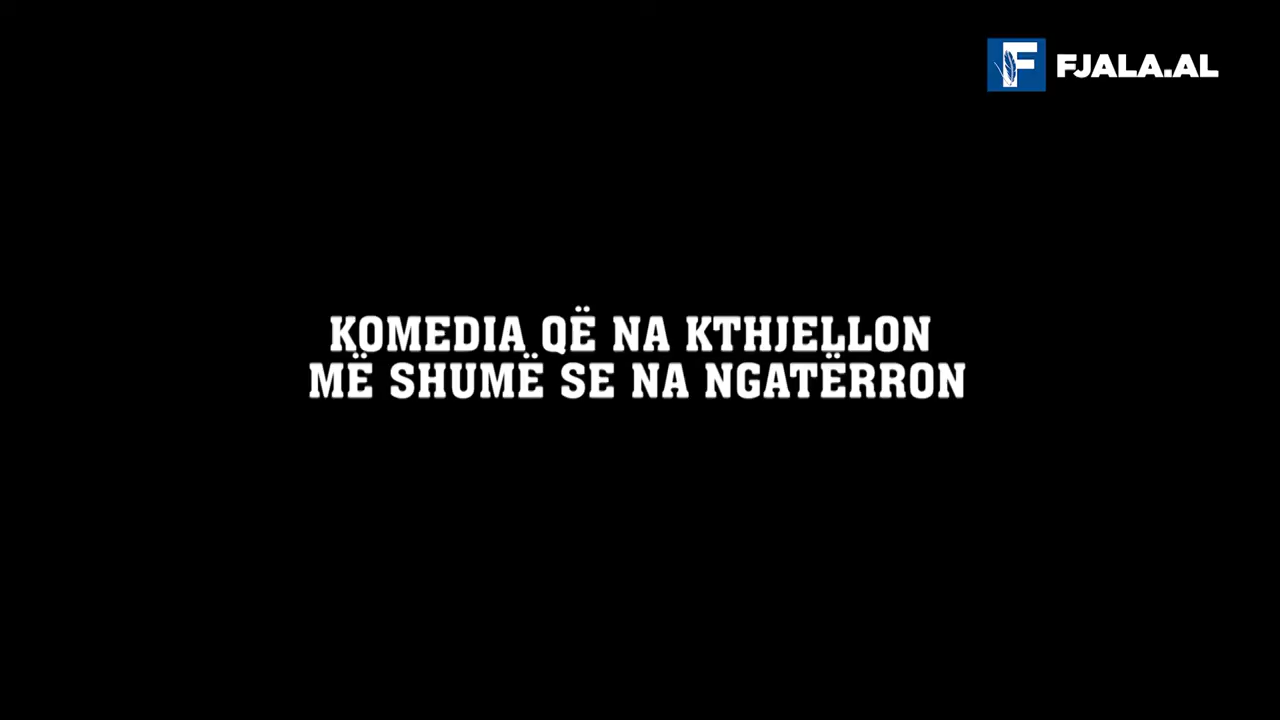 FJALA.AL
KOMEDIA QË NA KTHJELLON
MË SHUMË SE NA NGATËRRON